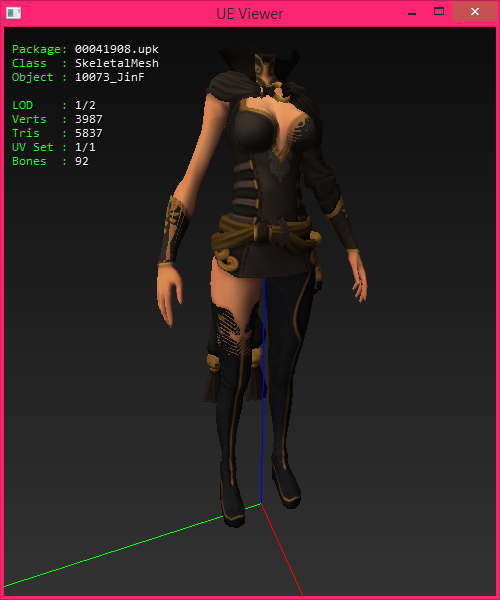 UE Viewer
Package: 00041908.upk
Class : SkeletalMesh
Object : 10073_JinF
LOD : 1/2
Verts : 3987
Tris : 5837
UV Set : 1/1
Bones : 92